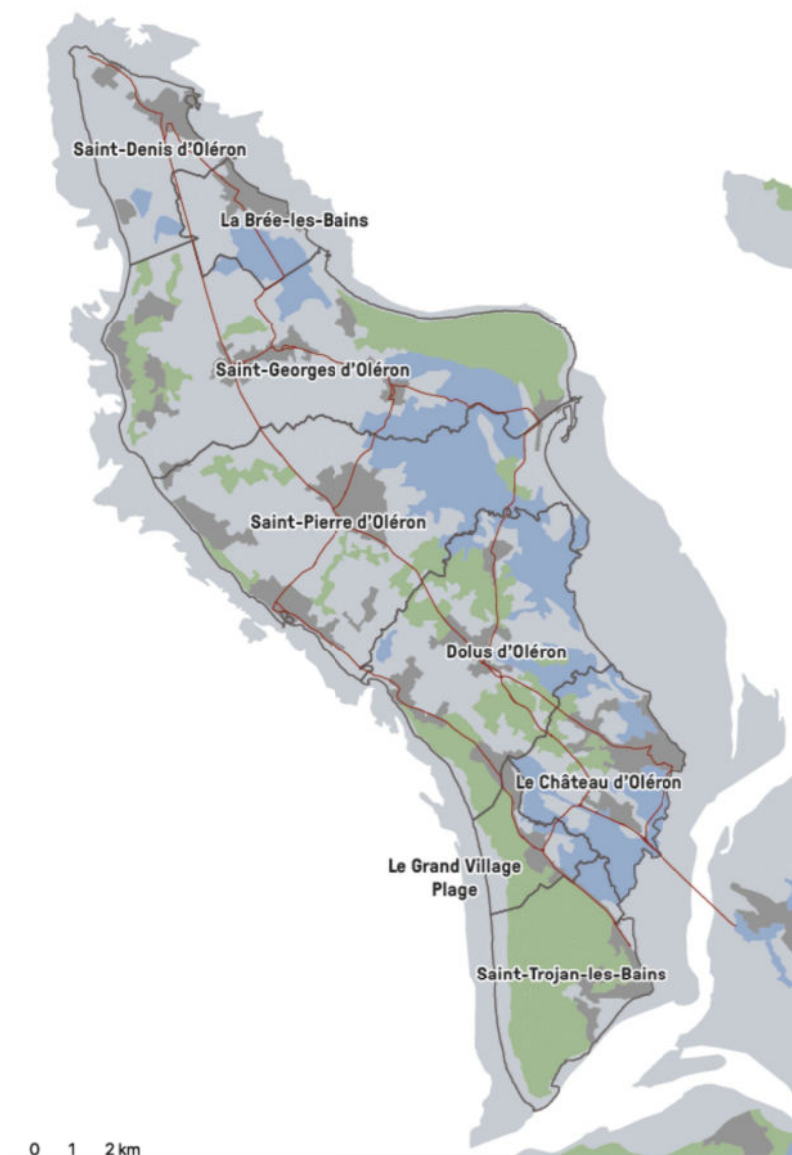 Saint-Denis d'Oléron
La Brée-les-Bains
Saint-Georges d'Oléron
Saint-Pierre d'Oléron
Dolus d'Oléron
Le Château d'Oléron
Le Grand Village
Plage
Saint-Trojan-les-Bains
0 1 2 km